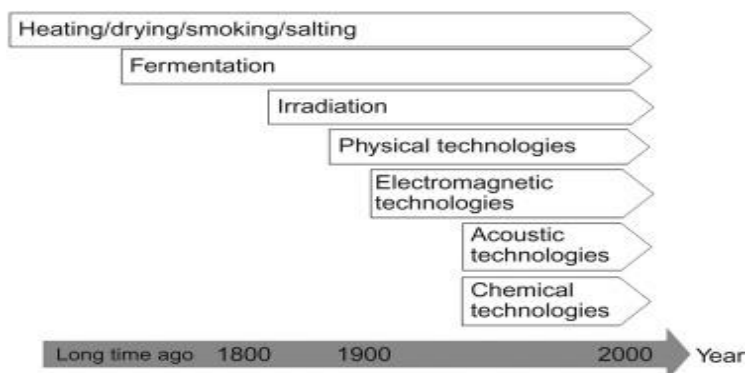 Heating/drying/smoking/salting
Fermentation
Irradiation
Physical technologies
Electromagnetic
technologies
Acoustic
technologies
Chemical
technologies
Long time ago 1800 1900 2000 Year